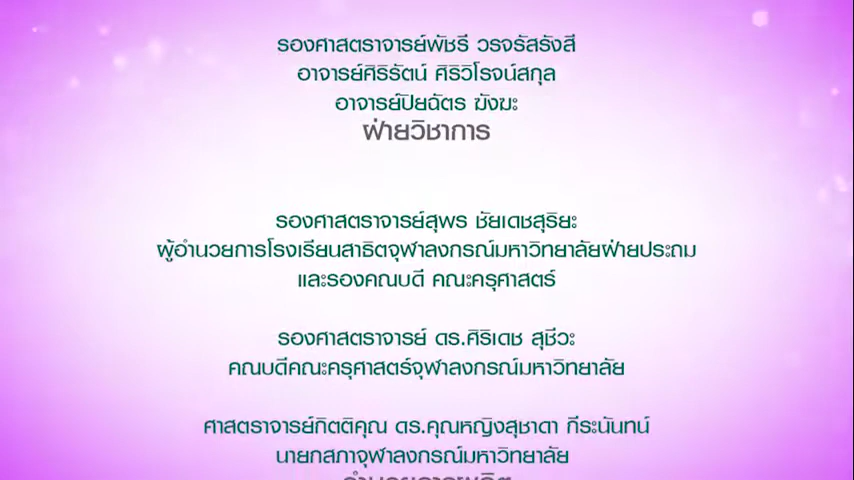 รองศาสตราจารย์พัชรี วรจรัสรังสี
อาจารย์ศิริรัตน์ ศิริวิโรจน์สกุล
อาจารย์ปิยฉัตร ฆังฆะ
ฝ่ายวิชาการ
รองศาสตราจารย์สุพร ชัยเดชสุริยะ
ผู้อำนวยการโรงเรียนสาธิตจุฬาลงกรณ์มหาวิทยาลัยฝ่ายประถม
และรองคณบดี คณะครุศาสตร์
รองศาสตราจารย์ ดร.ศิริเดช สุชีวะ
คณบดีคณะครุศาสตร์จุฬาลงกรณ์มหาวิทยาลัย
ศาสตราจารย์กิตติคุณ ดร.คุณหญิงสุชาดา กีระนันทน์
นายกสภาจุฬาลงกรณ์มหาวิทยาลัย